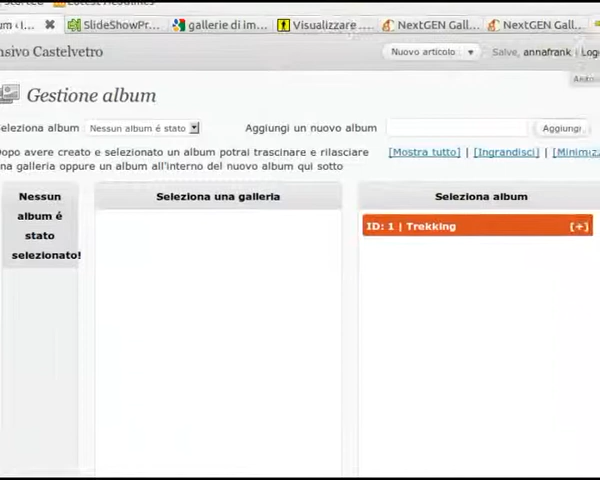 SlideShowPr... gallerie di im... Visualizzare .... NextGEN Gall... NextGEN Gall...
nsivo Castelvetro Nuovo articolo Salve, annafrank |
Gestione album
eleziona album Nessun album é stato Aggiungi un nuovo album Aggiungi
opo avere creato e selezionato un album potrai trascinare e rilasciare [Mostra tutto] | [Ingrandisci] | [Minimiz
na galleria oppure un album all'interno del nuovo album qui sotto
Nessun
album é
stato
selezionato!
Seleziona una galleria
Seleziona album
ID: 1 | Trekking [+]